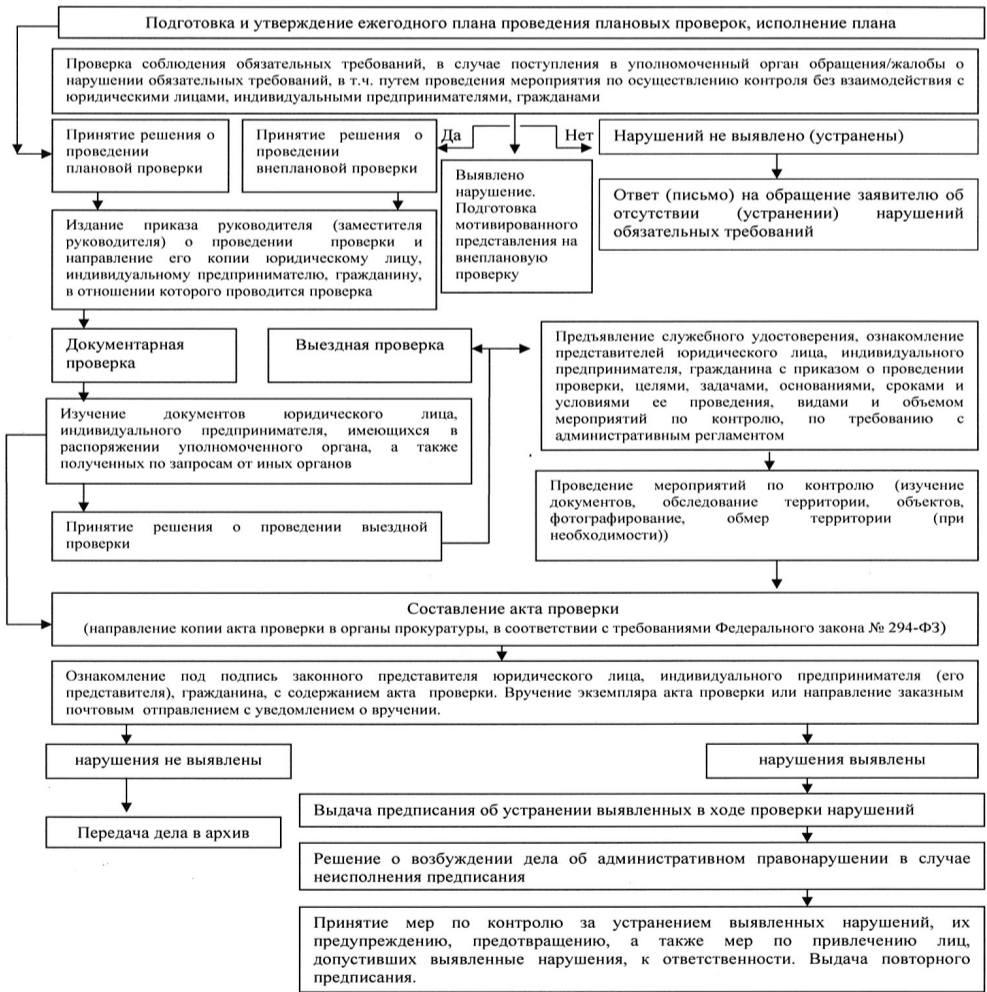 Подготовка и утверждение ежегодного плана проведения плановых проверок, исполнение плана
Проверка соблюдения обязательных требований, в случае поступления в уполномоченный орган обращения/жалобы о
нарушении обязательных требований, в т.ч. путем проведения мероприятия по осуществлению контроля без взаимодействия с
юридическими лицами, индивидуальными предпринимателями, гражданами
Принятие решения о
проведении
плановой проверки
Принятие решения о
проведении
внеплановой проверки
Да
Нет
Выявлено
нарушение.
Подготовка
мотивированного
представления на
внеплановую
проверку
Нарушений не выявлено (устранены)
Ответ (письмо) на обращение заявителю об
отсутствии (устранении) нарушений
обязательных требований
Издание приказа руководителя (заместителя
руководителя) о проведении проверки и
направление его копии юридическому лицу,
индивидуальному предпринимателю, гражданину,
в отношении которого проводится проверка
Документарная
проверка
Выездная проверка
Предъявление служебного удостоверения, ознакомление
представителей юридического лица, индивидуального
предпринимателя, гражданина с приказом о проведении
проверки, целями, задачами, основаниями, сроками и
условиями ее проведения, видами и объемом
мероприятий по контролю, по требованию с
административным регламентом
Изучение документов юридического лица,
индивидуального предпринимателя, имеющихся в
распоряжении уполномоченного органа, а также
полученных по запросам от иных органов
Проведение мероприятий по контролю (изучение
документов, обследование территории, объектов,
фотографирование, обмер территории (при
необходимости))
Принятие решения о проведении выездной
проверки
Составление акта проверки
(направление копии акта проверки в органы прокуратуры, в соответствии с требованиями Федерального закона № 294-ФЗ)
Ознакомление под подпись законного представителя юридического лица, индивидуального предпринимателя (его
представителя), гражданина, с содержанием акта проверки. Вручение экземпляра акта проверки или направление заказным
почтовым отправлением с уведомлением о вручении.
нарушения не выявлены
нарушения выявлены
Передача дела в архив
Выдача предписания об устранении выявленных в ходе проверки нарушений
Решение о возбуждении дела об административном правонарушении в случае
неисполнения предписания
Принятие мер по контролю за устранением выявленных нарушений, их
предупреждению, предотвращению, а также мер по привлечению лиц,
допустивших выявленные нарушения, к ответственности. Выдача повторного
предписания.